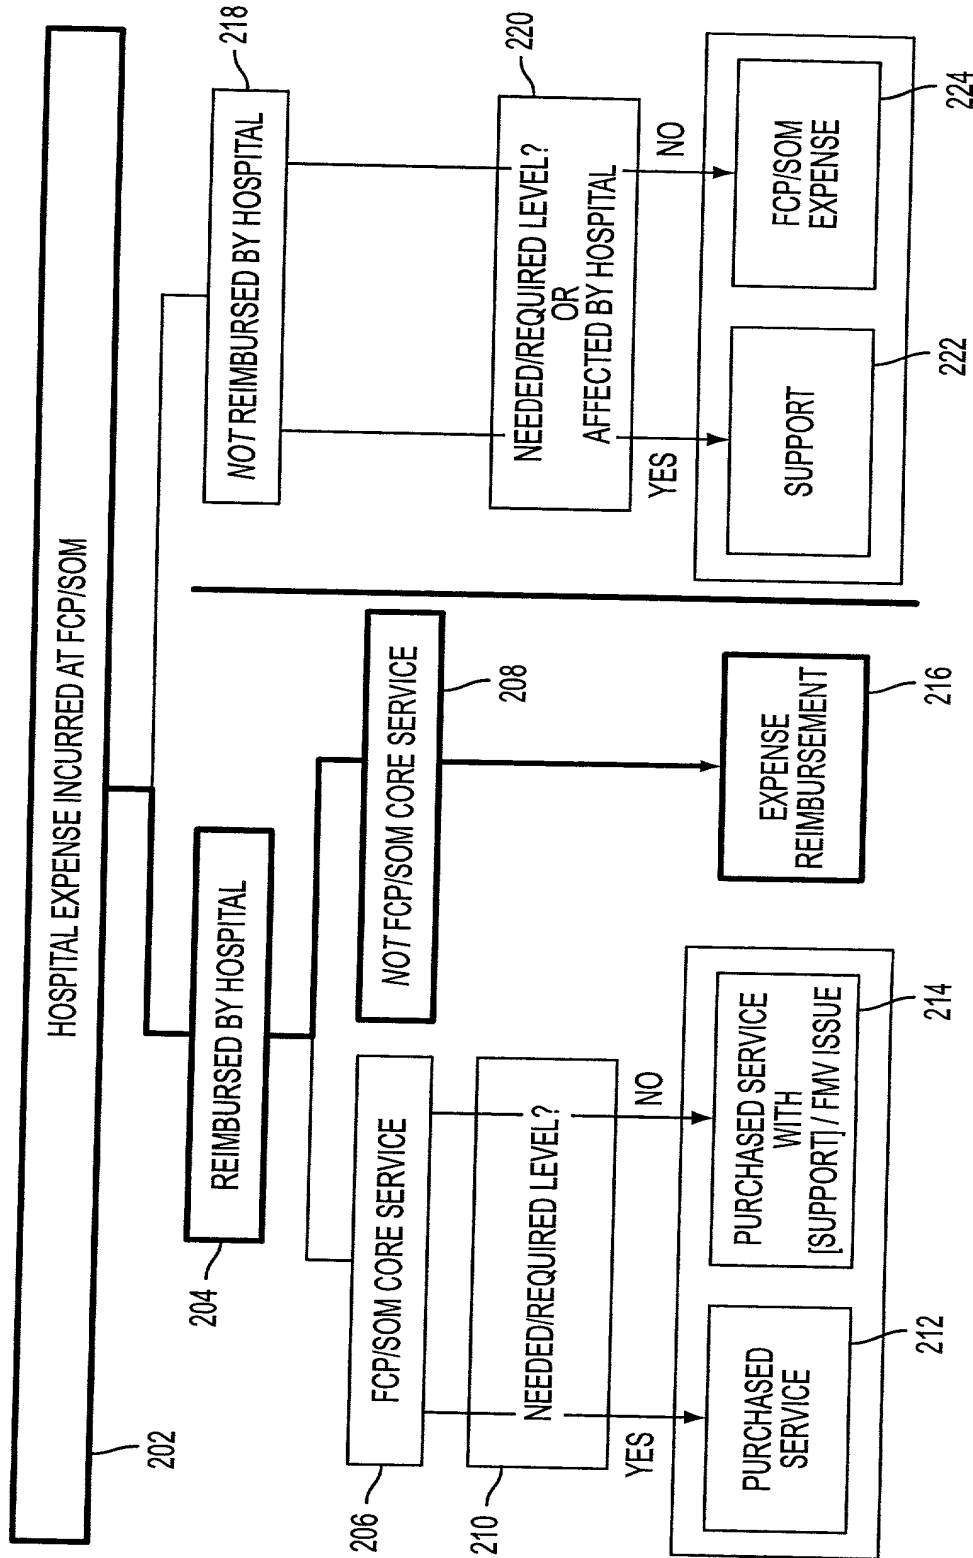 HOSPITAL EXPENSE INCURRED AT FCP/SOM
202
REIMBURSED BY HOSPITAL
204
NOT REIMBURSED BY HOSPITAL
218
FCP/SOM CORE SERVICE
206
NOT FCP/SOM CORE SERVICE
208
NEEDED/REQUIRED LEVEL?
210
YES
NO
NEEDED/REQUIRED LEVEL?
OR
AFFECTED BY HOSPITAL
220
YES
NO
PURCHASED
SERVICE
212
PURCHASED SERVICE
WITH
[SUPPORT] / FMV ISSUE
214
EXPENSE
REIMBURSEMENT
216
SUPPORT
222
FCP/SOM
EXPENSE
224